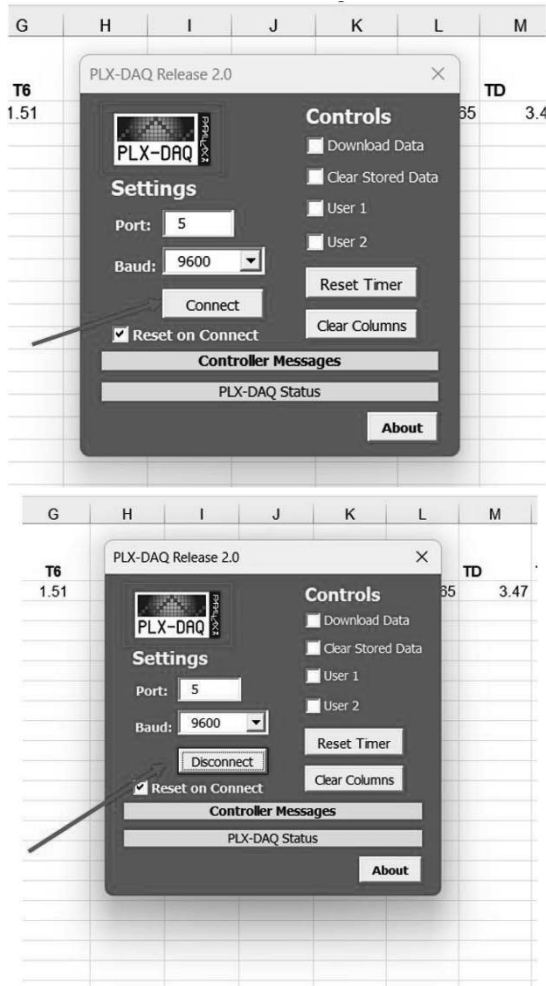 G H I J K L M
PLX-DAQ Release 2.0
T6 TD
1.51 65 3.4
PLX-DAQ
PARALLAX
Controls
Download Data
Settings
Clear Stored Data
Port: 5
User 1
User 2
Baud: 9600
Reset Timer
Connect
Clear Columns
Reset on Connect
Controller Messages
PLX-DAQ Status
About
G H I J K L M
PLX-DAQ Release 2.0
T6 TD
1.51 65 3.47
PLX-DAQ
PARALLAX
Controls
Download Data
Settings
Clear Stored Data
User 1
Port: 5
User 2
Baud: 9600
Reset Timer
Disconnect
Clear Columns
Reset on Connect
Controller Messages
PLX-DAQ Status
About